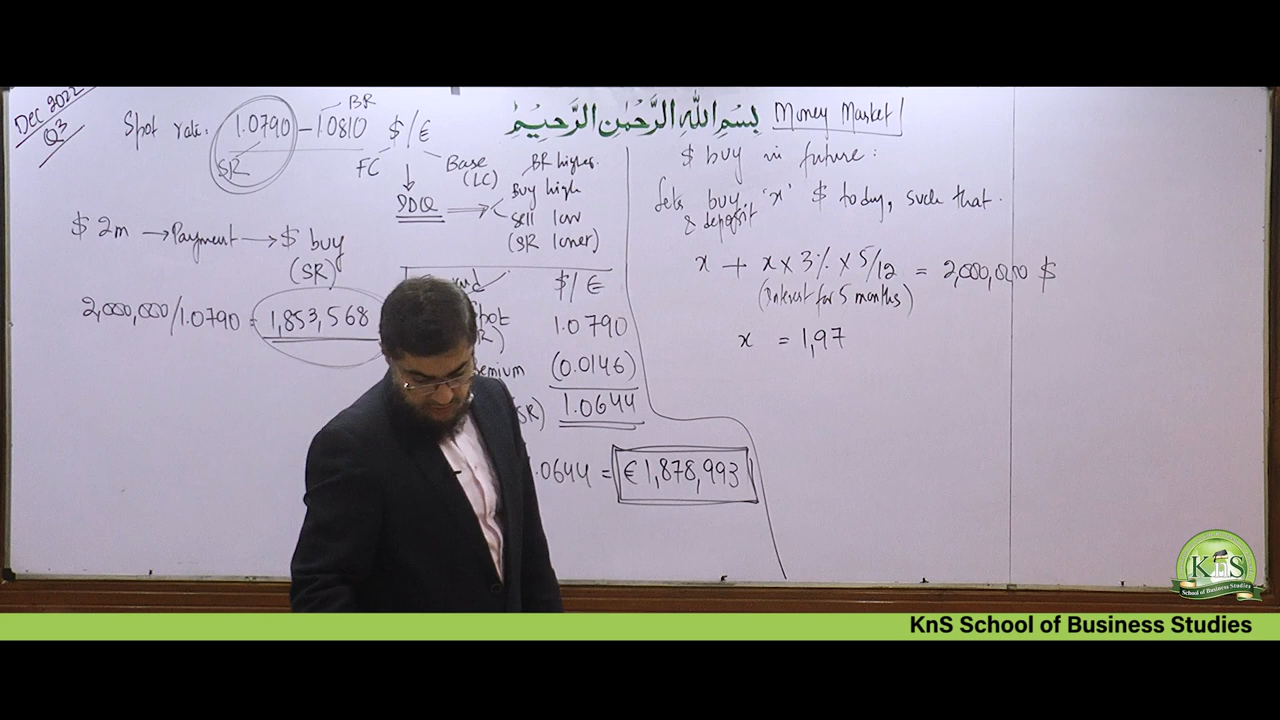 DEC 2022
Q3
BR
Spot rate: 1.0790 – 1.0810 $/€
SR
FC
Base
(LC)
DDQ
BR higher.
Buy high
Sell low
(SR lower)
$ 2m → Payment → $ buy
(SR)
2,000,000/1.0790 = 1,853,568
$/€
1.0790
(0.0146)
SR) 1.0644
.0644 = € 1,878,993
بِسْمِ اللّٰهِ الرَّحْمٰنِ الرَّحِيْمِ
Money Market
$ buy in future:
Lets buy 'x' $ today, such that.
& deposit
x + x × 3% × 5/12 = 2,000,000 $
(Interest for 5 months)
x = 1,97
KnS
School of Business Studies
KnS School of Business Studies